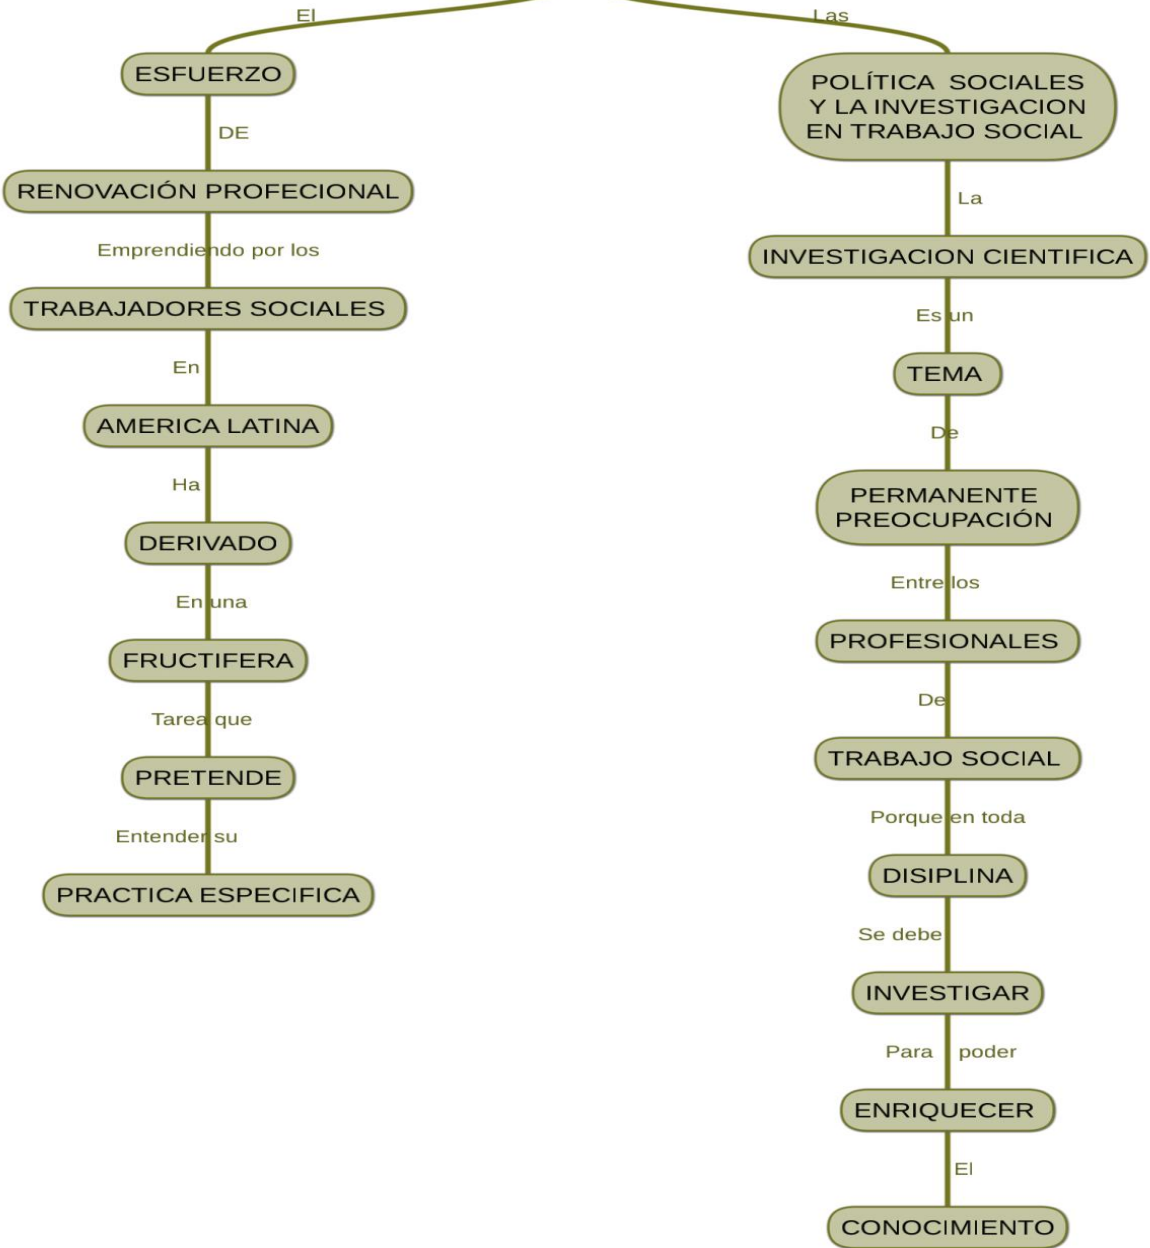 El
ESFUERZO
DE
RENOVACIÓN PROFECIONAL
Emprendiendo por los
TRABAJADORES SOCIALES
En
AMERICA LATINA
Ha
DERIVADO
En una
FRUCTIFERA
Tarea que
PRETENDE
Entender su
PRACTICA ESPECIFICA
Las
POLÍTICA SOCIALES
Y LA INVESTIGACION
EN TRABAJO SOCIAL
La
INVESTIGACION CIENTIFICA
Es un
TEMA
De
PERMANENTE
PREOCUPACIÓN
Entre los
PROFESIONALES
De
TRABAJO SOCIAL
Porque en toda
DISIPLINA
Se debe
INVESTIGAR
Para poder
ENRIQUECER
El
CONOCIMIENTO